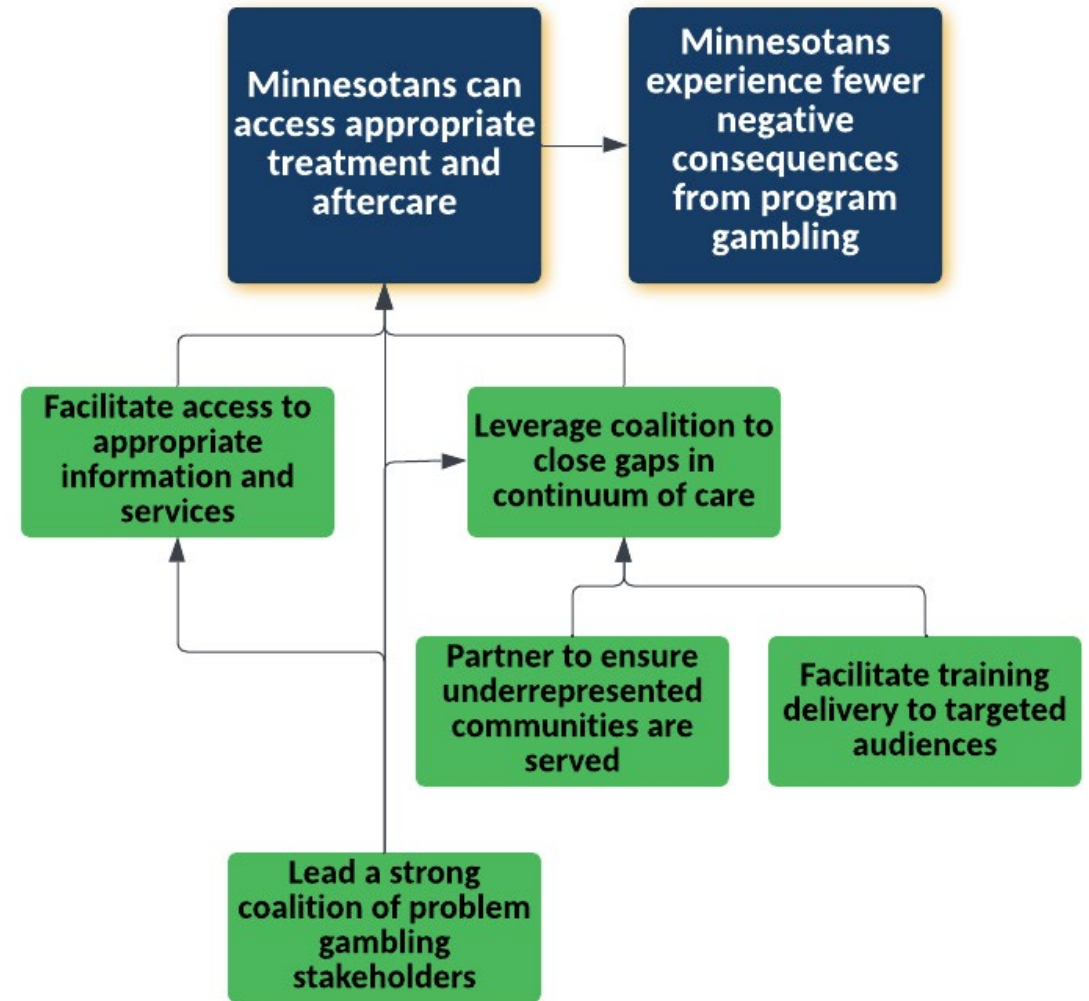 Minnesotans can
access appropriate
treatment and
aftercare
Minnesotans
experience fewer
negative
consequences
from program
gambling
Facilitate access to
appropriate
information and
services
Leverage coalition to
close gaps in
continuum of care
Partner to ensure
underrepresented
communities are
served
Facilitate training
delivery to targeted
audiences
Lead a strong
coalition of problem
gambling
stakeholders